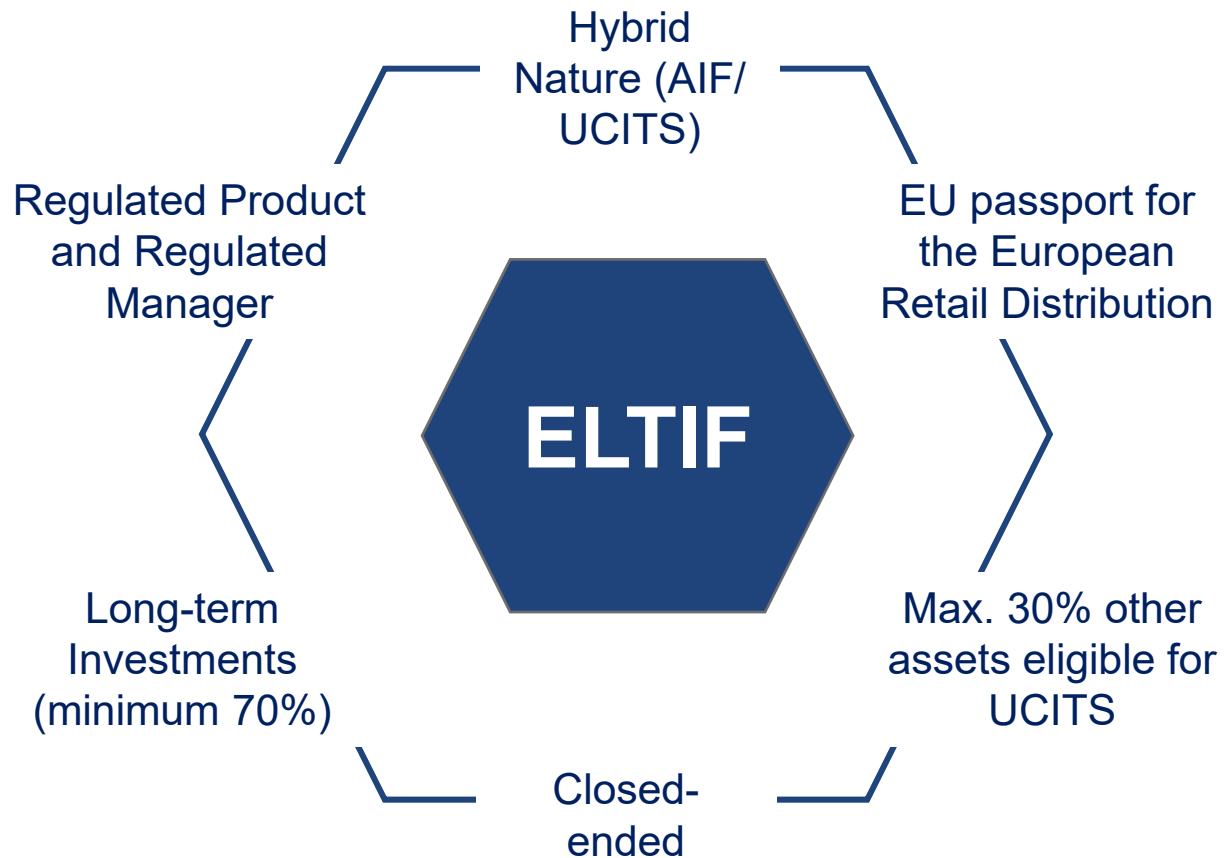 Hybrid
Nature (AIF/
UCITS)
Regulated Product
and Regulated
Manager
EU passport for
the European
Retail Distribution
ELTIF
Long-term
Investments
(minimum 70%)
Max. 30% other
assets eligible for
UCITS
Closed-
ended